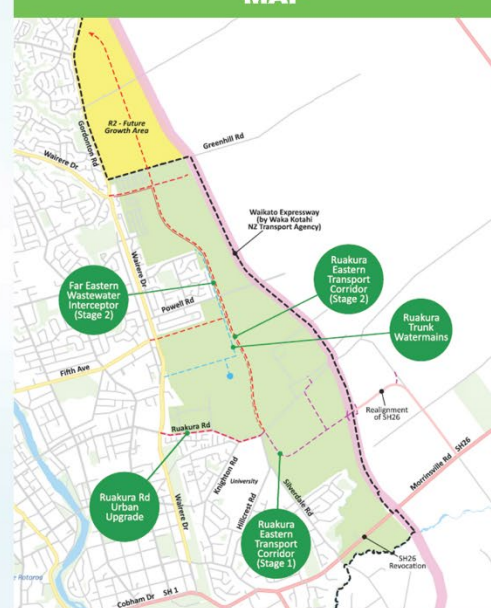 MAP
R2 - Future
Growth Area
Gordonton Rd
Greenhill Rd
Wairere Dr
Waikato Expressway
(by Waka Kotahi
NZ Transport Agency)
Far Eastern
Wastewater
Interceptor
(Stage 2)
Wairere Dr
Ruakura
Eastern
Transport
Corridor
(Stage 2)
Powell Rd
Ruakura
Trunk
Watermains
Fifth Ave
Realignment
of SH26
Ruakura Rd
Morrinsville Rd SH26
Knighton Rd
University
Silverdale Rd
Ruakura Rd
Urban
Upgrade
Wairere Dr
Hillcrest Rd
Ruakura
Eastern
Transport
Corridor
(Stage 1)
SH26
Revocation
Cobham Dr SH 1